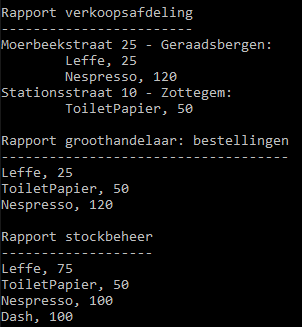 Rapport verkoopsafdeling
------------------------
Moerbeekstraat 25 - Geraadsbergen:
        Leffe, 25
        Nespresso, 120
Stationsstraat 10 - Zottegem:
        ToiletPapier, 50

Rapport groothandelaar: bestellingen
------------------------------------
Leffe, 25
ToiletPapier, 50
Nespresso, 120

Rapport stockbeheer
-------------------
Leffe, 75
ToiletPapier, 50
Nespresso, 100
Dash, 100